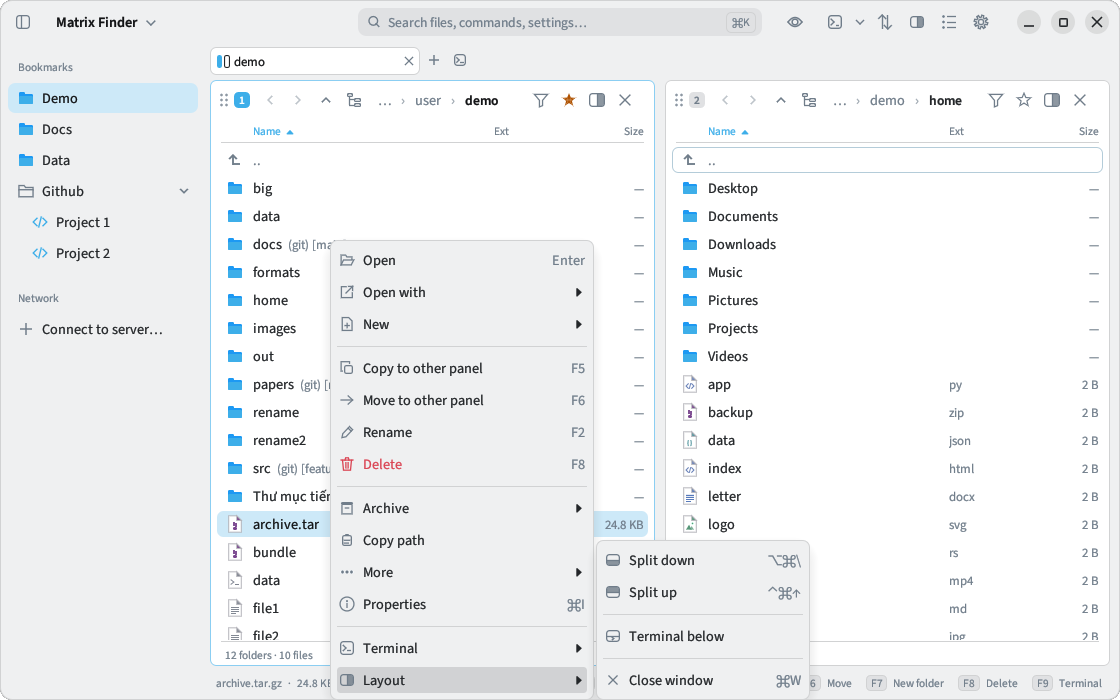 Matrix Finder
Search files, commands, settings…
⌘K
Bookmarks
Demo
Docs
Data
Github
Project 1
Project 2
Network
Connect to server…
demo
1
… › user › demo
Name
Ext
Size
..
big —
data —
docs (git) —
formats —
home —
images —
out —
papers (git) —
rename —
rename2 —
src (git) —
Thư mục —
archive.tar 24.8 KB
bundle
data
file1
file2
12 folders · 10 files
Open Enter
Open with
New
Copy to other panel F5
Move to other panel F6
Rename F2
Delete F8
Archive
Copy path
More
Properties ⌘I
Terminal
Layout
Split down ⌥⌘\
Split up ^⌘↑
Terminal below
Close window ⌘W
2
… › demo › home
Name
Ext
Size
..
Desktop —
Documents —
Downloads —
Music —
Pictures —
Projects —
Videos —
app py 2 B
backup zip 2 B
data json 2 B
index html 2 B
letter docx 2 B
logo svg 2 B
rs 2 B
mp4 2 B
md 2 B
jpg 2 B
archive.tar.gz · 24.8
Move
F7 New folder
F8 Delete
F9 Terminal